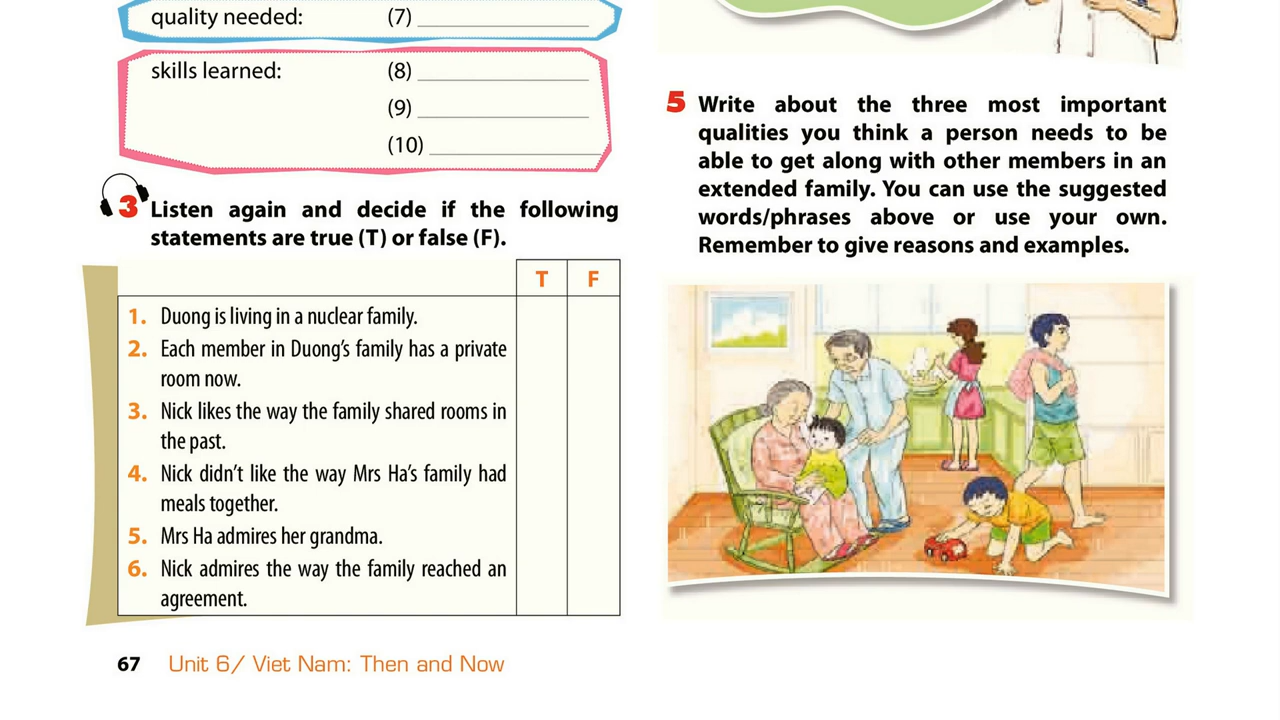 quality needed: (7)
skills learned: (8)
(9)
(10)
3 Listen again and decide if the following
statements are true (T) or false (F).
T F
1. Duong is living in a nuclear family.
2. Each member in Duong's family has a private
room now.
3. Nick likes the way the family shared rooms in
the past.
4. Nick didn't like the way Mrs Ha's family had
meals together.
5. Mrs Ha admires her grandma.
6. Nick admires the way the family reached an
agreement.
5 Write about the three most important
qualities you think a person needs to be
able to get along with other members in an
extended family. You can use the suggested
words/phrases above or use your own.
Remember to give reasons and examples.
67 Unit 6/ Viet Nam: Then and Now